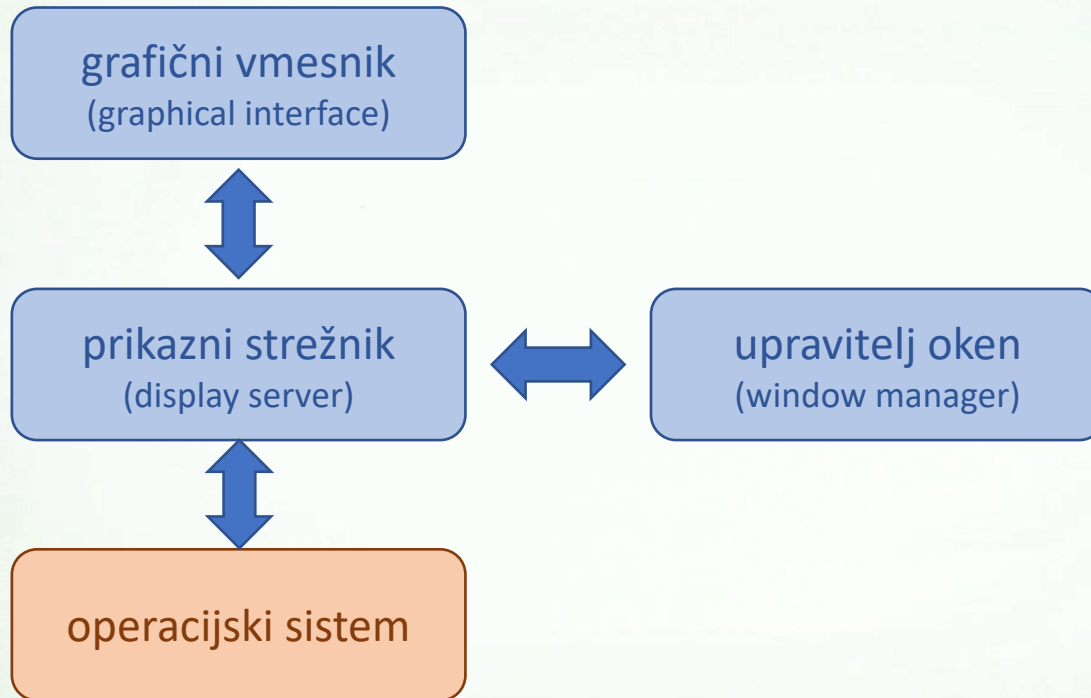 grafični vmesnik
(graphical interface)
prikazni strežnik
(display server)
upravitelj oken
(window manager)
operacijski sistem